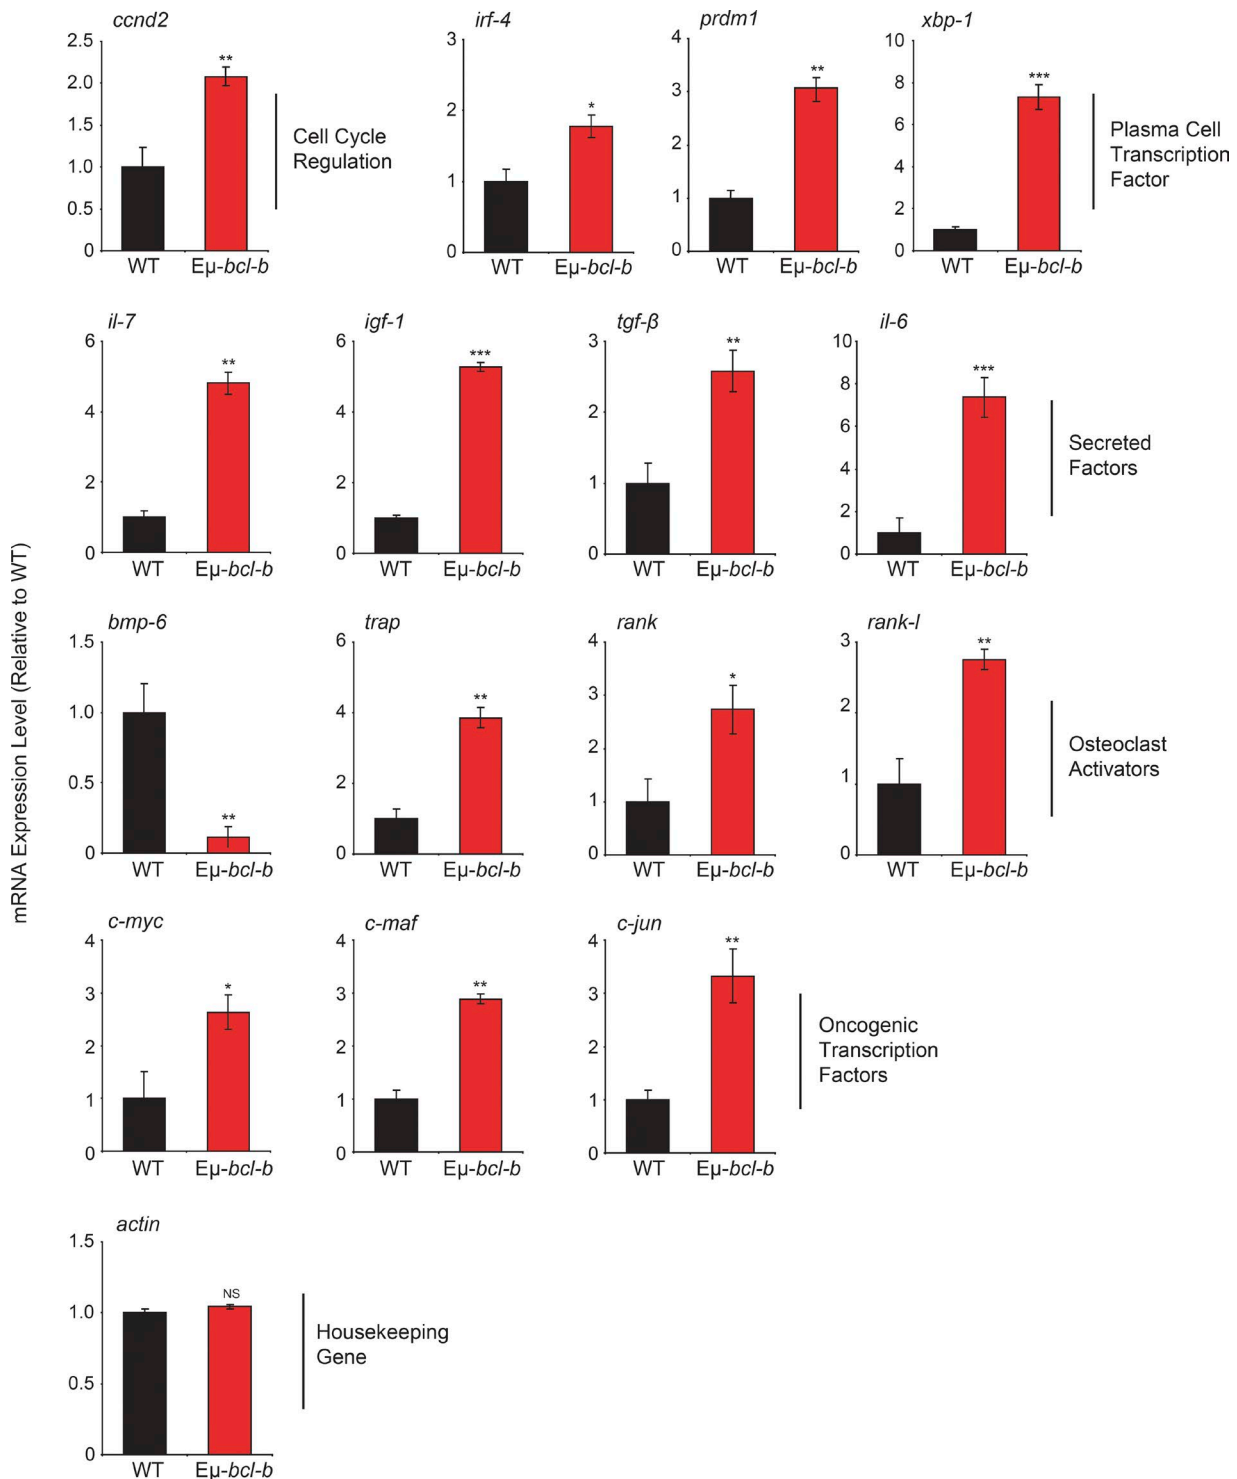 mRNA Expression Level (Relative to WT)
ccnd2
2.5
2.0
1.5
1.0
0.5
0
**
WT Eμ-bcl-b
Cell Cycle
Regulation
irf-4
3
2
1
0
*
WT Eμ-bcl-b
prdm1
4
3
2
1
0
**
WT Eμ-bcl-b
xbp-1
10
8
6
4
2
0
***
WT Eμ-bcl-b
Plasma Cell
Transcription
Factor
il-7
6
4
2
0
**
WT Eμ-bcl-b
igf-1
6
4
2
0
***
WT Eμ-bcl-b
tgf-β
3
2
1
0
**
WT Eμ-bcl-b
il-6
10
8
6
4
2
0
***
WT Eμ-bcl-b
Secreted
Factors
bmp-6
1.5
1.0
0.5
0
**
WT Eμ-bcl-b
trap
6
4
2
0
**
WT Eμ-bcl-b
rank
4
3
2
1
0
*
WT Eμ-bcl-b
rank-l
3
2
1
0
**
WT Eμ-bcl-b
Osteoclast
Activators
c-myc
4
3
2
1
0
*
WT Eμ-bcl-b
c-maf
4
3
2
1
0
**
WT Eμ-bcl-b
c-jun
4
3
2
1
0
**
WT Eμ-bcl-b
Oncogenic
Transcription
Factors
actin
1.5
1.0
0.5
0
NS
WT Eμ-bcl-b
Housekeeping
Gene